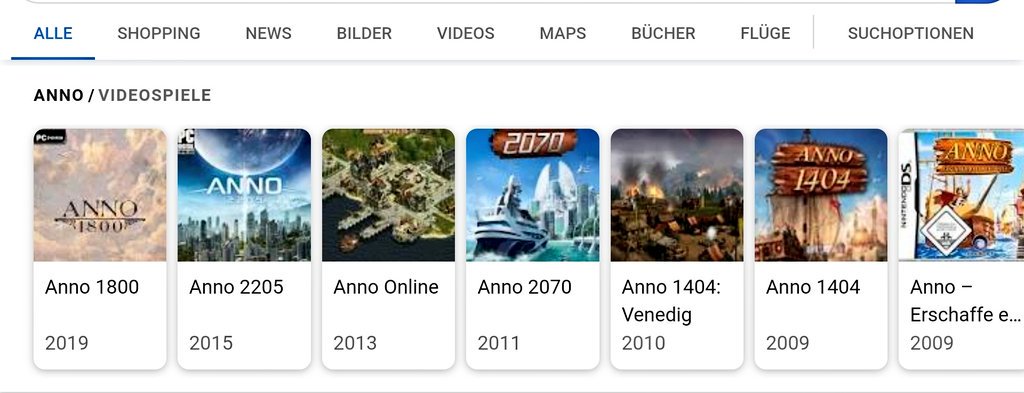 ALLE SHOPPING NEWS BILDER VIDEOS MAPS BÜCHER FLÜGE SUCHOPTIONEN
ANNO / VIDEOSPIELE
PC
ANNO
1800
PC
ANNO
2205
2070
ANNO
1404
NINTENDO DS
ANNO
Anno 1800
2019
Anno 2205
2015
Anno Online
2013
Anno 2070
2011
Anno 1404:
Venedig
2010
Anno 1404
2009
Anno –
Erschaffe e...
2009